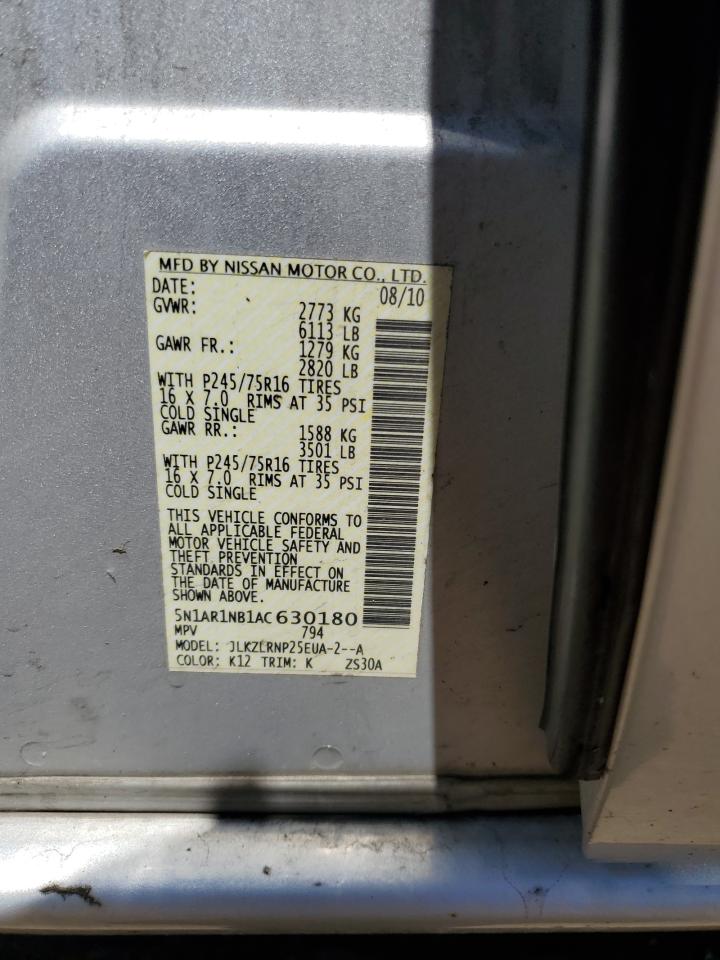 MFD BY NISSAN MOTOR CO., LTD.
DATE: 08/10
GVWR: 2773 KG
6113 LB
GAWR FR.: 1279 KG
2820 LB
WITH P245/75R16 TIRES
16 X 7.0 RIMS AT 35 PSI
COLD SINGLE
GAWR RR.: 1588 KG
3501 LB
WITH P245/75R16 TIRES
16 X 7.0 RIMS AT 35 PSI
COLD SINGLE
THIS VEHICLE CONFORMS TO
ALL APPLICABLE FEDERAL
MOTOR VEHICLE SAFETY AND
THEFT PREVENTION
STANDARDS IN EFFECT ON
THE DATE OF MANUFACTURE
SHOWN ABOVE.
5N1AR1NB1AC630180
MPV 794
MODEL: JLKZLRNP25EUA-2--A
COLOR: K12 TRIM: K ZS30A